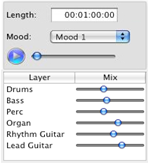 Length: 00:01:00:00
Mood: Mood 1
Layer Mix
Drums
Bass
Perc
Organ
Rhythm Guitar
Lead Guitar